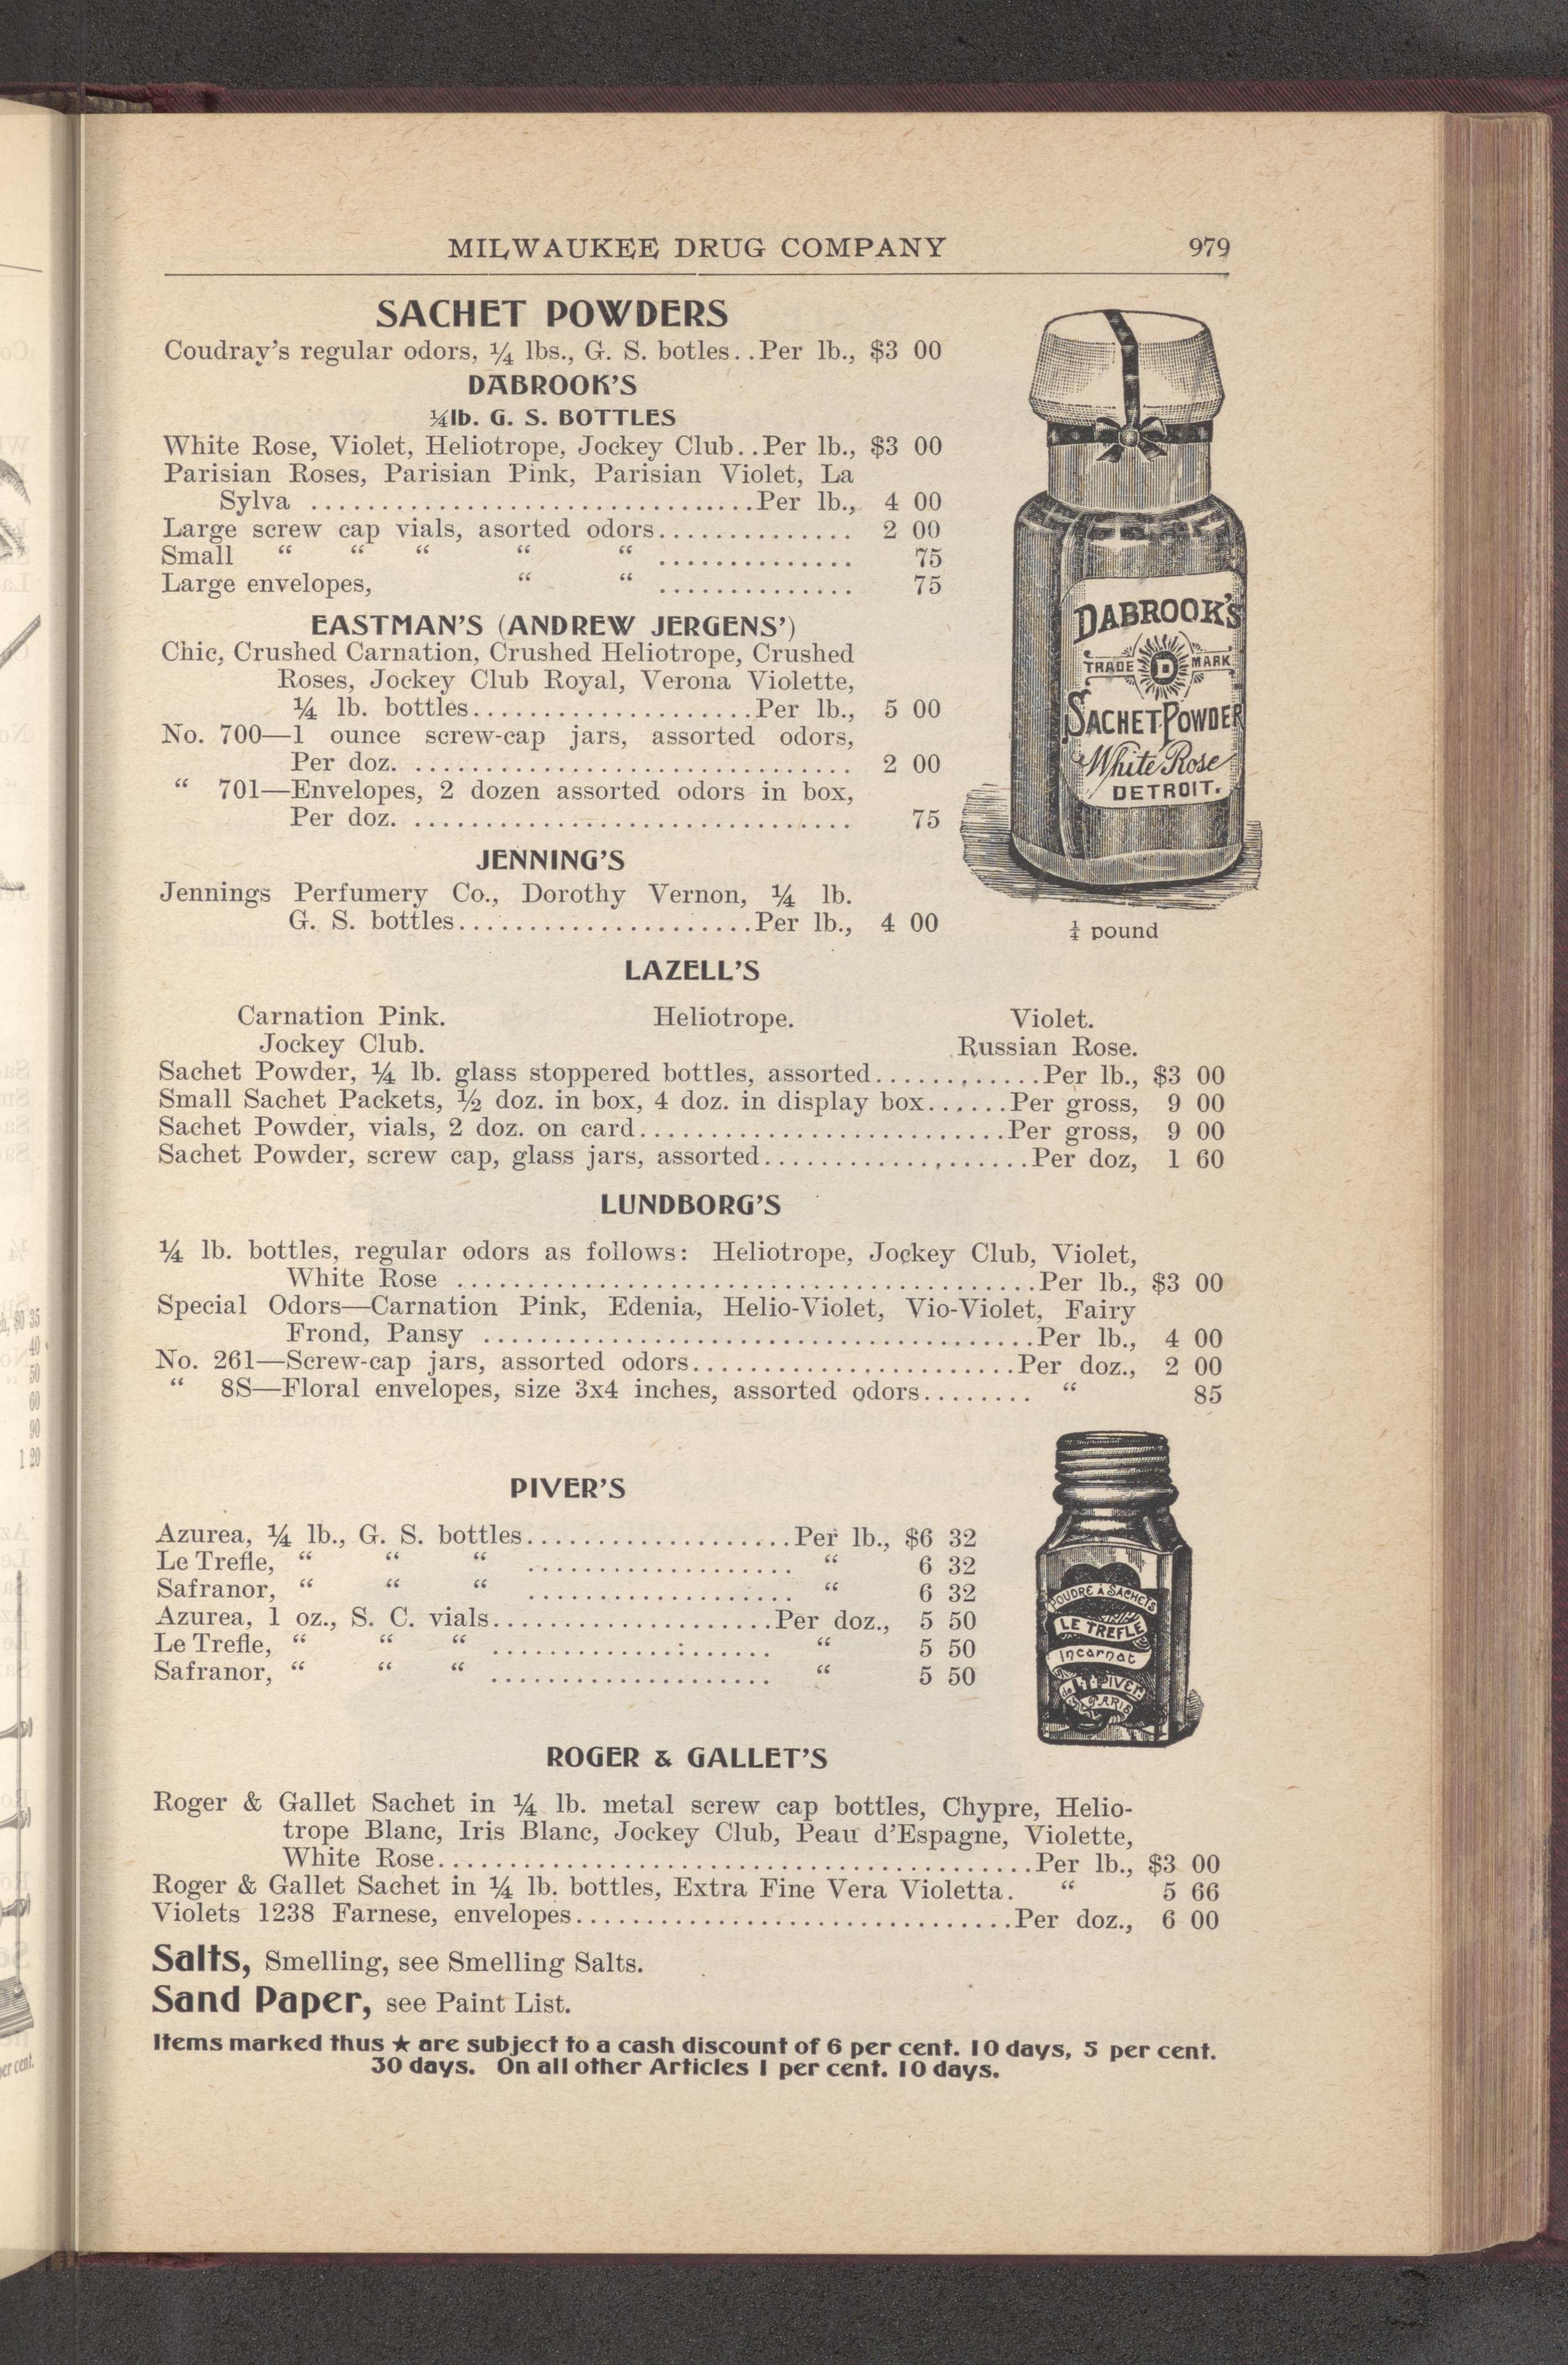 MILWAUKEE DRUG COMPANY 979
SACHET POWDERS
Coudray's regular odors, ¼ lbs., G. S. botles..Per lb., $3 00
DABROOK'S
¼lb. G. S. BOTTLES
White Rose, Violet, Heliotrope, Jockey Club..Per lb., $3 00
Parisian Roses, Parisian Pink, Parisian Violet, La
Sylva ................................Per lb., 4 00
Large screw cap vials, asorted odors.............. 2 00
Small “ “ “ “ “ .............. 75
Large envelopes, “ “ .............. 75
EASTMAN'S (ANDREW JERGENS')
Chic, Crushed Carnation, Crushed Heliotrope, Crushed
Roses, Jockey Club Royal, Verona Violette,
¼ lb. bottles....................Per lb., 5 00
No. 700—1 ounce screw-cap jars, assorted odors,
Per doz. ............................... 2 00
“ 701—Envelopes, 2 dozen assorted odors in box,
Per doz. ............................... 75
JENNING'S
Jennings Perfumery Co., Dorothy Vernon, ¼ lb.
G. S. bottles.....................Per lb., 4 00
DABROOK'S
TRADE D MARK
SACHET POWDER
White Rose
DETROIT.
¼ pound
LAZELL'S
Carnation Pink. Heliotrope. Violet.
Jockey Club. Russian Rose.
Sachet Powder, ¼ lb. glass stoppered bottles, assorted............Per lb., $3 00
Small Sachet Packets, ½ doz. in box, 4 doz. in display box......Per gross, 9 00
Sachet Powder, vials, 2 doz. on card..........................Per gross, 9 00
Sachet Powder, screw cap, glass jars, assorted...................Per doz, 1 60
LUNDBORG'S
¼ lb. bottles, regular odors as follows: Heliotrope, Jockey Club, Violet,
White Rose .........................................Per lb., $3 00
Special Odors—Carnation Pink, Edenia, Helio-Violet, Vio-Violet, Fairy
Frond, Pansy .......................................Per lb., 4 00
No. 261—Screw-cap jars, assorted odors.......................Per doz., 2 00
“ 8S—Floral envelopes, size 3x4 inches, assorted odors........ “ 85
PIVER'S
Azurea, ¼ lb., G. S. bottles...................Per lb., $6 32
Le Trefle, “ “ “ ................... “ 6 32
Safranor, “ “ “ ................... “ 6 32
Azurea, 1 oz., S. C. vials....................Per doz., 5 50
Le Trefle, “ “ “ .................... “ 5 50
Safranor, “ “ “ .................... “ 5 50
POUDRE À SACHETS
LE TREFLE
Incarnat
de L.T. PIVER.
PARIS
ROGER & GALLET'S
Roger & Gallet Sachet in ¼ lb. metal screw cap bottles, Chypre, Helio-
trope Blanc, Iris Blanc, Jockey Club, Peau d'Espagne, Violette,
White Rose..........................................Per lb., $3 00
Roger & Gallet Sachet in ¼ lb. bottles, Extra Fine Vera Violetta. “ 5 66
Violets 1238 Farnese, envelopes...............................Per doz., 6 00
Salts, Smelling, see Smelling Salts.
Sand Paper, see Paint List.
Items marked thus ★ are subject to a cash discount of 6 per cent. 10 days, 5 per cent.
30 days. On all other Articles 1 per cent. 10 days.